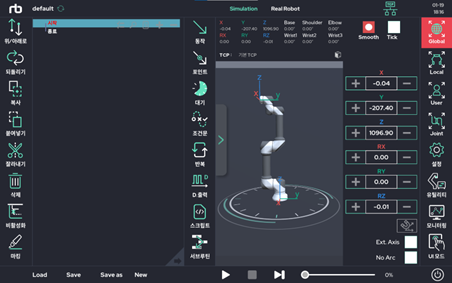 rb
default
Simulation
Real Robot
01-19
18:16
위/아래로
되돌리기
복사
붙여넣기
잘라내기
삭제
비활성화
마킹
시작
종료
동작
포인트
대기
조건문
반복
D.출력
스크립트
서브루틴
X Y Z Base Shoulder Elbow
-0.04 -207.40 1096.90 0.00° 0.00° 0.00°
RX RY RZ Wrist1 Wrist2 Wrist3
0.00 0.00 -0.01 0.00° 0.00° 0.00°
TCP : 기본 TCP
Z
X
Y
Z
Y
Smooth
Tick
X
-0.04
Y
-207.40
Z
1096.90
RX
0.00
RY
0.00
RZ
-0.01
Ext. Axis
No Arc
Global
Local
User
Joint
설정
유틸리티
모니터링
UI 모드
Load
Save
Save as
New
0%